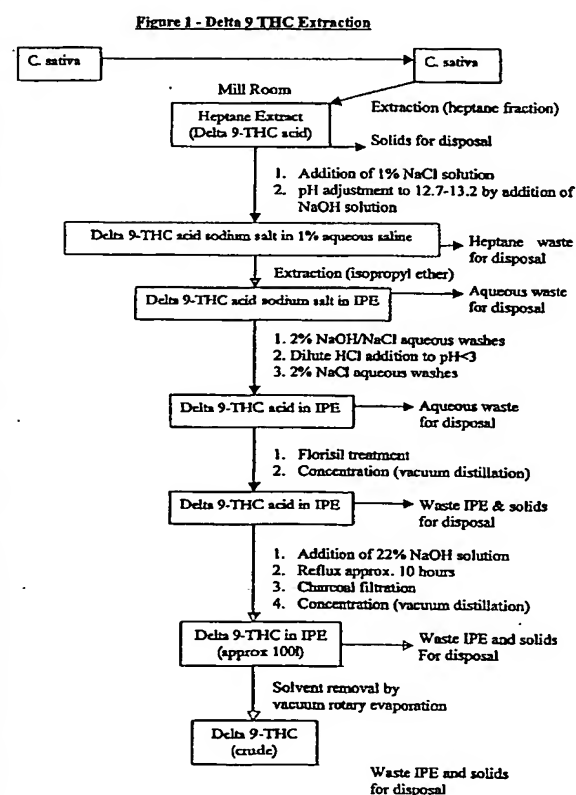 Figure 1 - Delta 9 THC Extraction
C. sativa
C. sativa
Mill Room
Extraction (heptane fraction)
Heptane Extract
(Delta 9-THC acid)
Solids for disposal
1. Addition of 1% NaCl solution
2. pH adjustment to 12.7-13.2 by addition of
NaOH solution
Delta 9-THC acid sodium salt in 1% aqueous saline
Heptane waste
for disposal
Extraction (isopropyl ether)
Delta 9-THC acid sodium salt in IPE
Aqueous waste
for disposal
1. 2% NaOH/NaCl aqueous washes
2. Dilute HCl addition to pH<3
3. 2% NaCl aqueous washes
Delta 9-THC acid in IPE
Aqueous waste
for disposal
1. Florisil treatment
2. Concentration (vacuum distillation)
Delta 9-THC acid in IPE
Waste IPE & solids
for disposal
1. Addition of 22% NaOH solution
2. Reflux approx. 10 hours
3. Charcoal filtration
4. Concentration (vacuum distillation)
Delta 9-THC in IPE
(approx 100l)
Waste IPE and solids
For disposal
Solvent removal by
vacuum rotary evaporation
Delta 9-THC
(crude)
Waste IPE and solids
for disposal